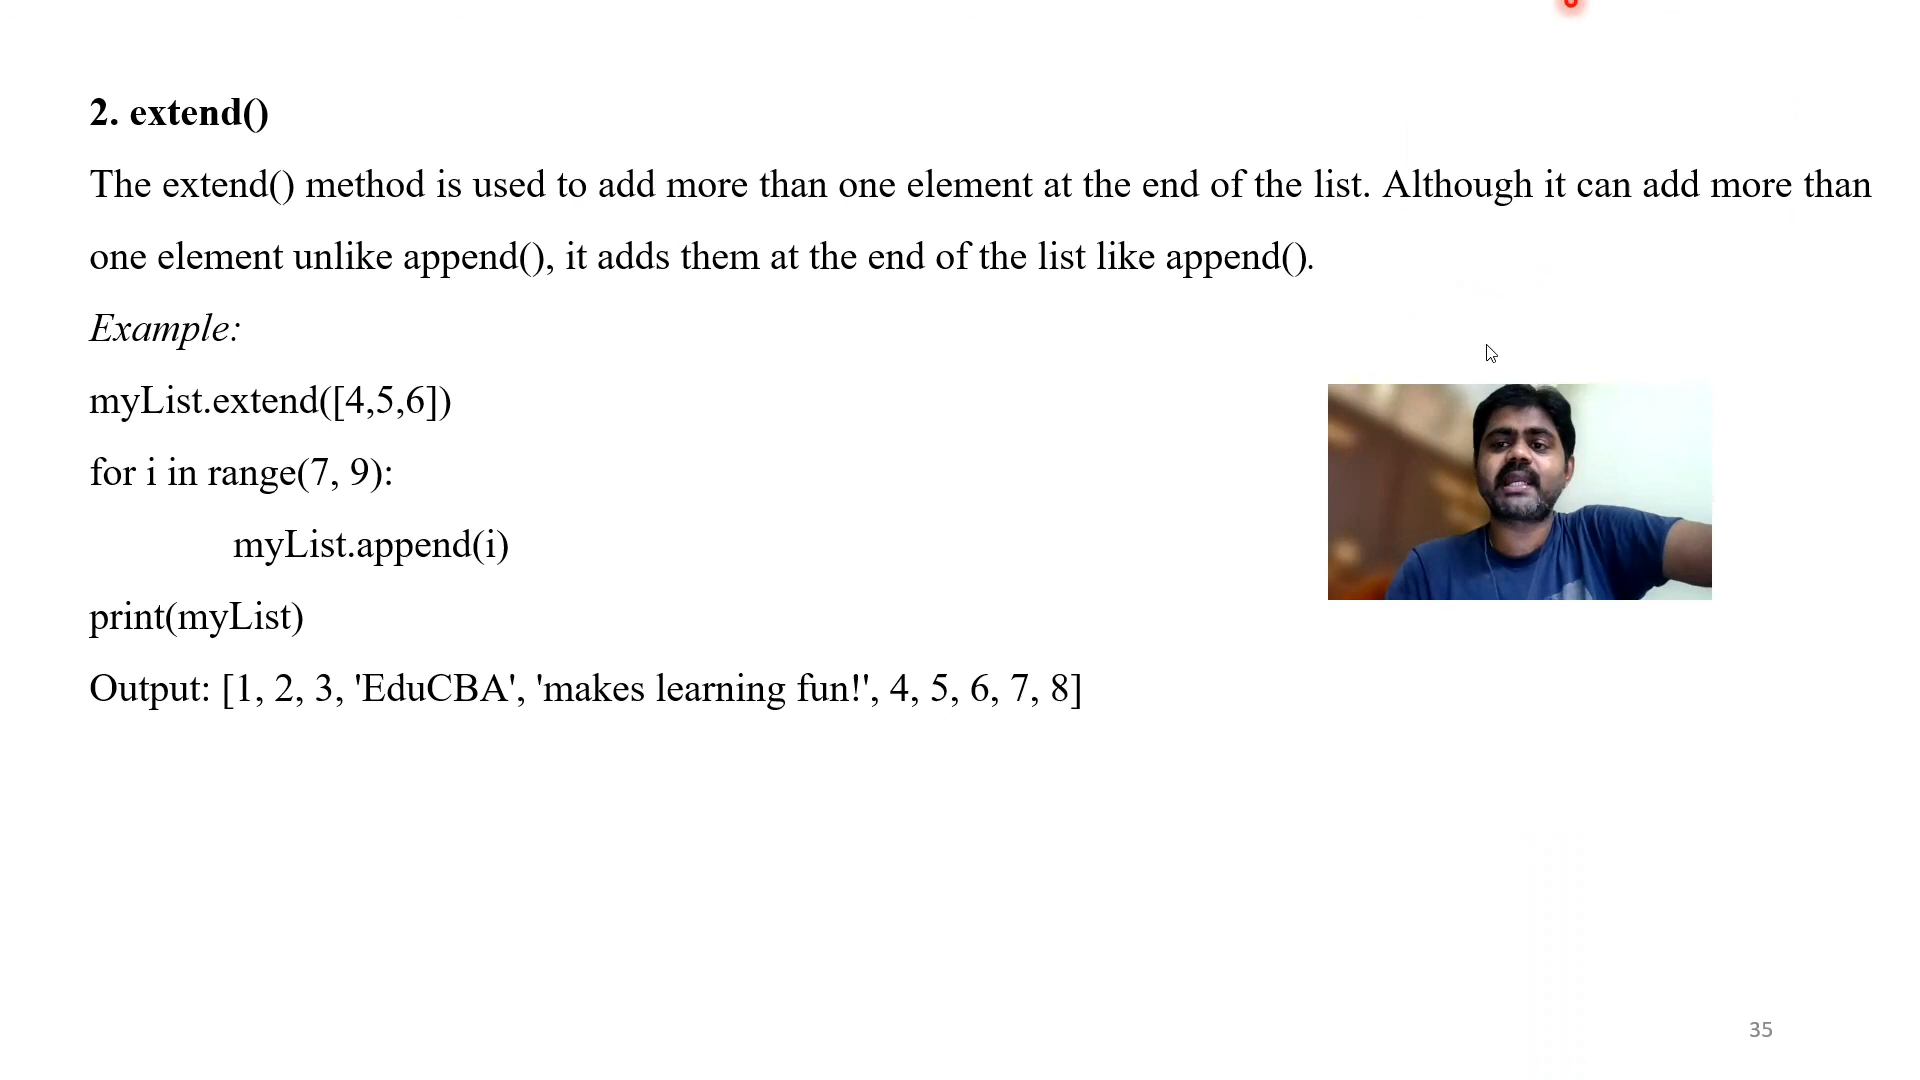 2. extend()
The extend() method is used to add more than one element at the end of the list. Although it can add more than
one element unlike append(), it adds them at the end of the list like append().
Example:
myList.extend([4,5,6])
for i in range(7, 9):
myList.append(i)
print(myList)
Output: [1, 2, 3, 'EduCBA', 'makes learning fun!', 4, 5, 6, 7, 8]
35